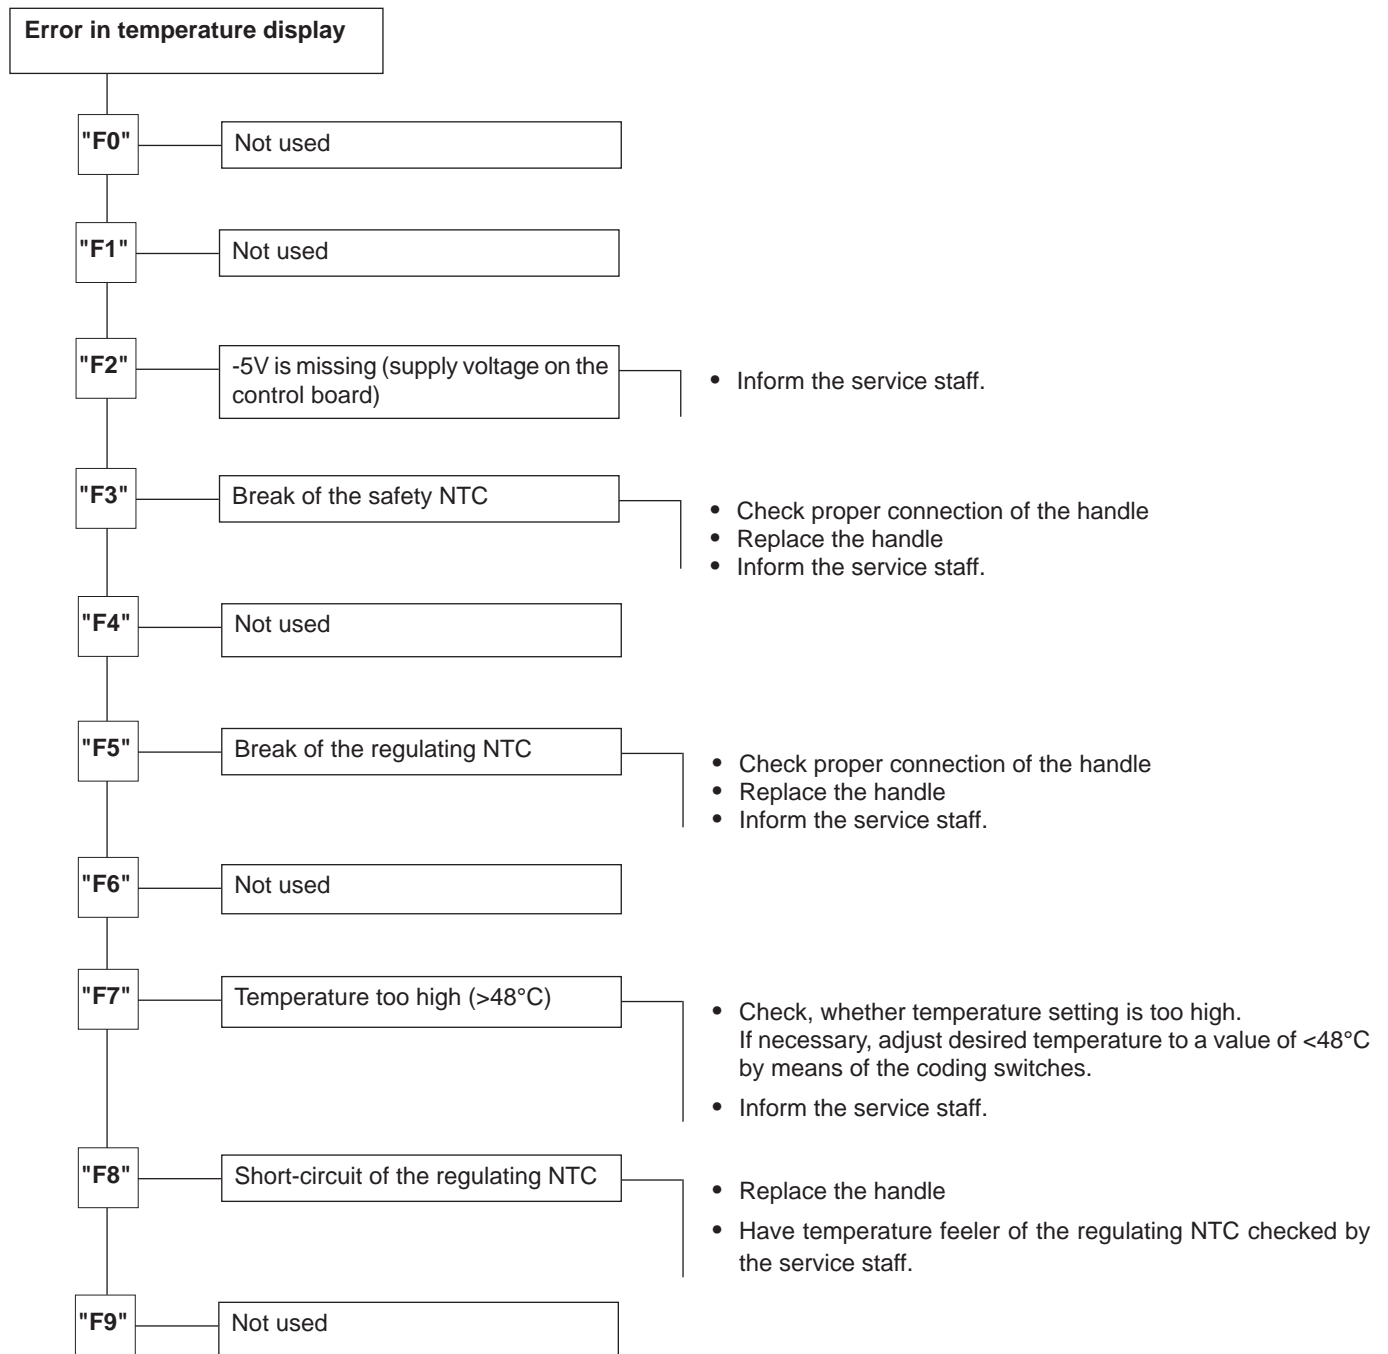 Error in temperature display
"F0"
Not used
"F1"
Not used
"F2"
-5V is missing (supply voltage on the
control board)
• Inform the service staff.
"F3"
Break of the safety NTC
• Check proper connection of the handle
• Replace the handle
• Inform the service staff.
"F4"
Not used
"F5"
Break of the regulating NTC
• Check proper connection of the handle
• Replace the handle
• Inform the service staff.
"F6"
Not used
"F7"
Temperature too high (>48°C)
• Check, whether temperature setting is too high.
If necessary, adjust desired temperature to a value of <48°C
by means of the coding switches.
• Inform the service staff.
"F8"
Short-circuit of the regulating NTC
• Replace the handle
• Have temperature feeler of the regulating NTC checked by
the service staff.
"F9"
Not used